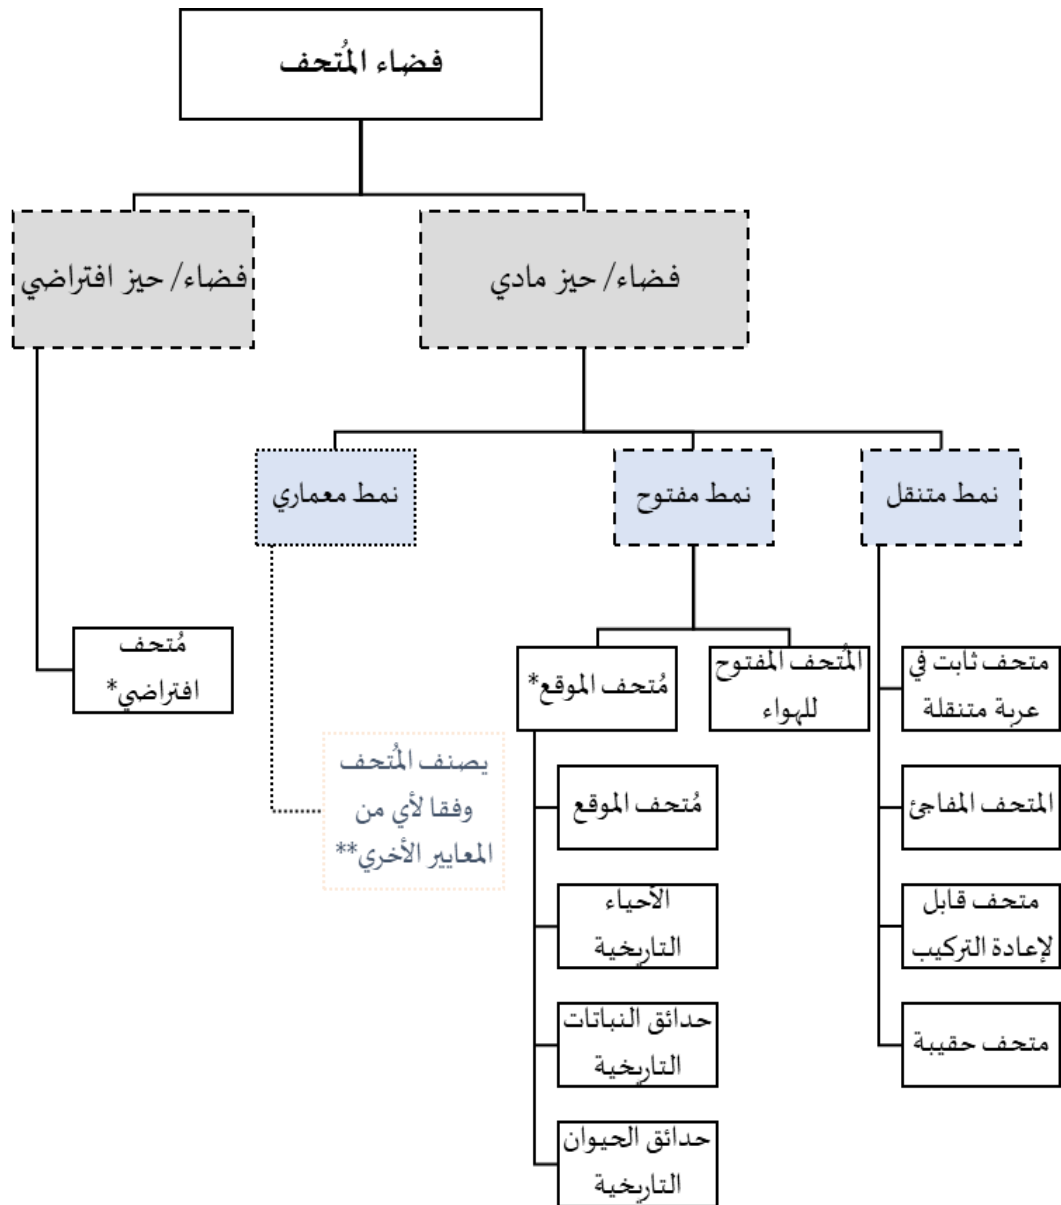 فضاء المُتحف
فضاء/ حيز مادي
فضاء/ حيز افتراضي
نمط متنقل
نمط مفتوح
نمط معماري
متحف ثابت في
عربة متنقلة
المتحف المفاجئ
متحف قابل
لإعادة التركيب
متحف حقيبة
المُتحف المفتوح
للهواء
مُتحف الموقع*
مُتحف الموقع
الأحياء
التاريخية
حدائق النباتات
التاريخية
حدائق الحيوان
التاريخية
يصنف المُتحف
وفقا لأي من
المعايير الأخري**
مُتحف
افتراضي*